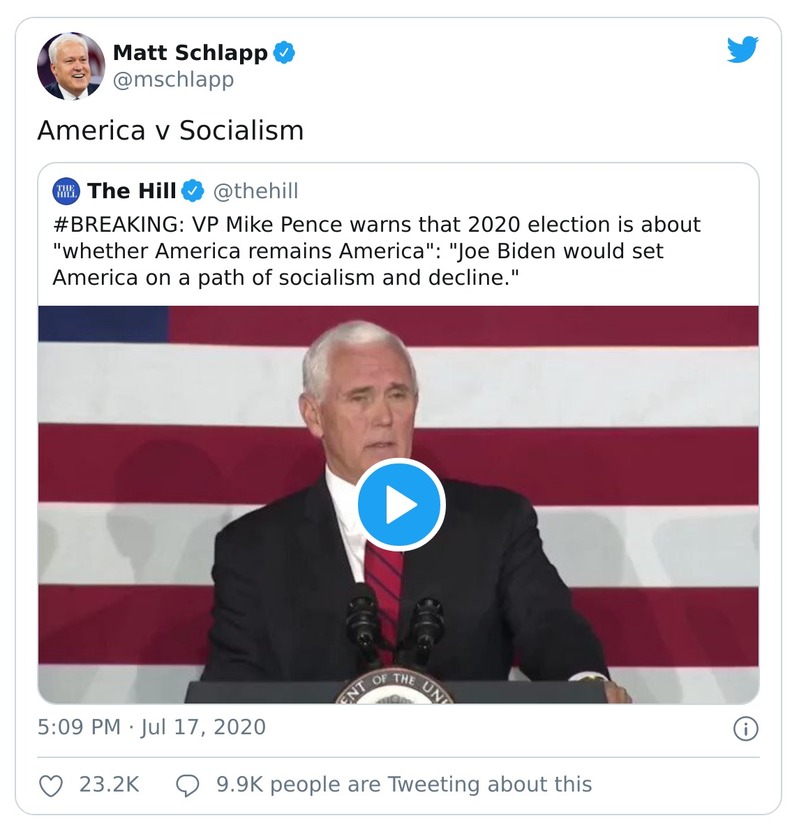 Matt Schlapp
@mschlapp
America v Socialism
THE HILL
The Hill @thehill
#BREAKING: VP Mike Pence warns that 2020 election is about
"whether America remains America": "Joe Biden would set
America on a path of socialism and decline."
ENT OF THE UNI
5:09 PM · Jul 17, 2020
23.2K 9.9K people are Tweeting about this